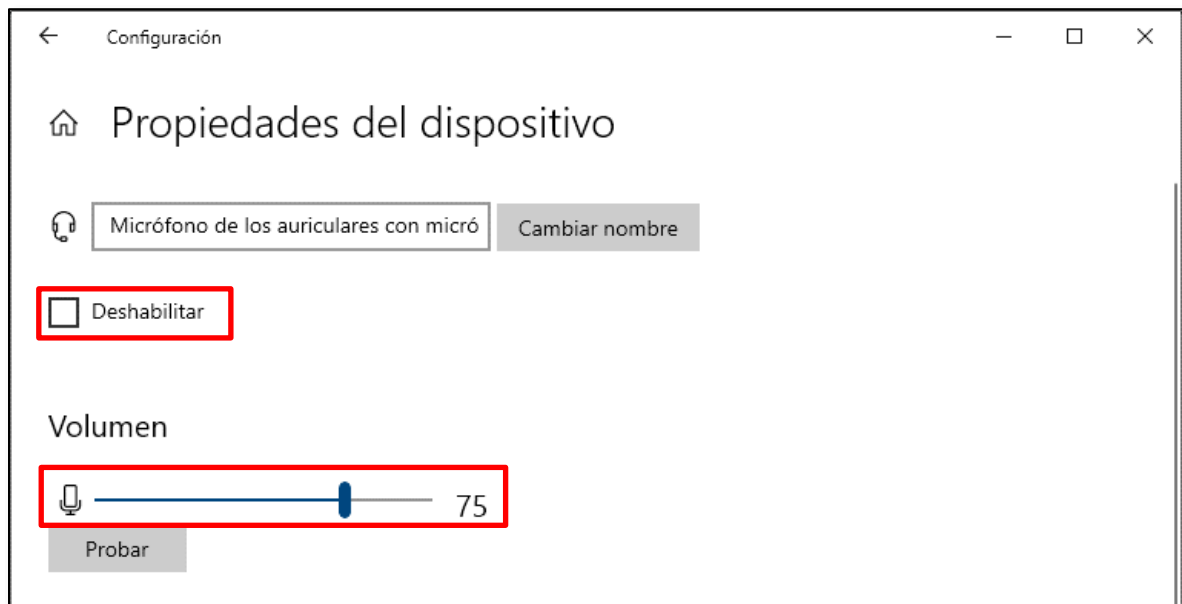 Configuración
Propiedades del dispositivo
Micrófono de los auriculares con micró
Cambiar nombre
Deshabilitar
Volumen
75
Probar